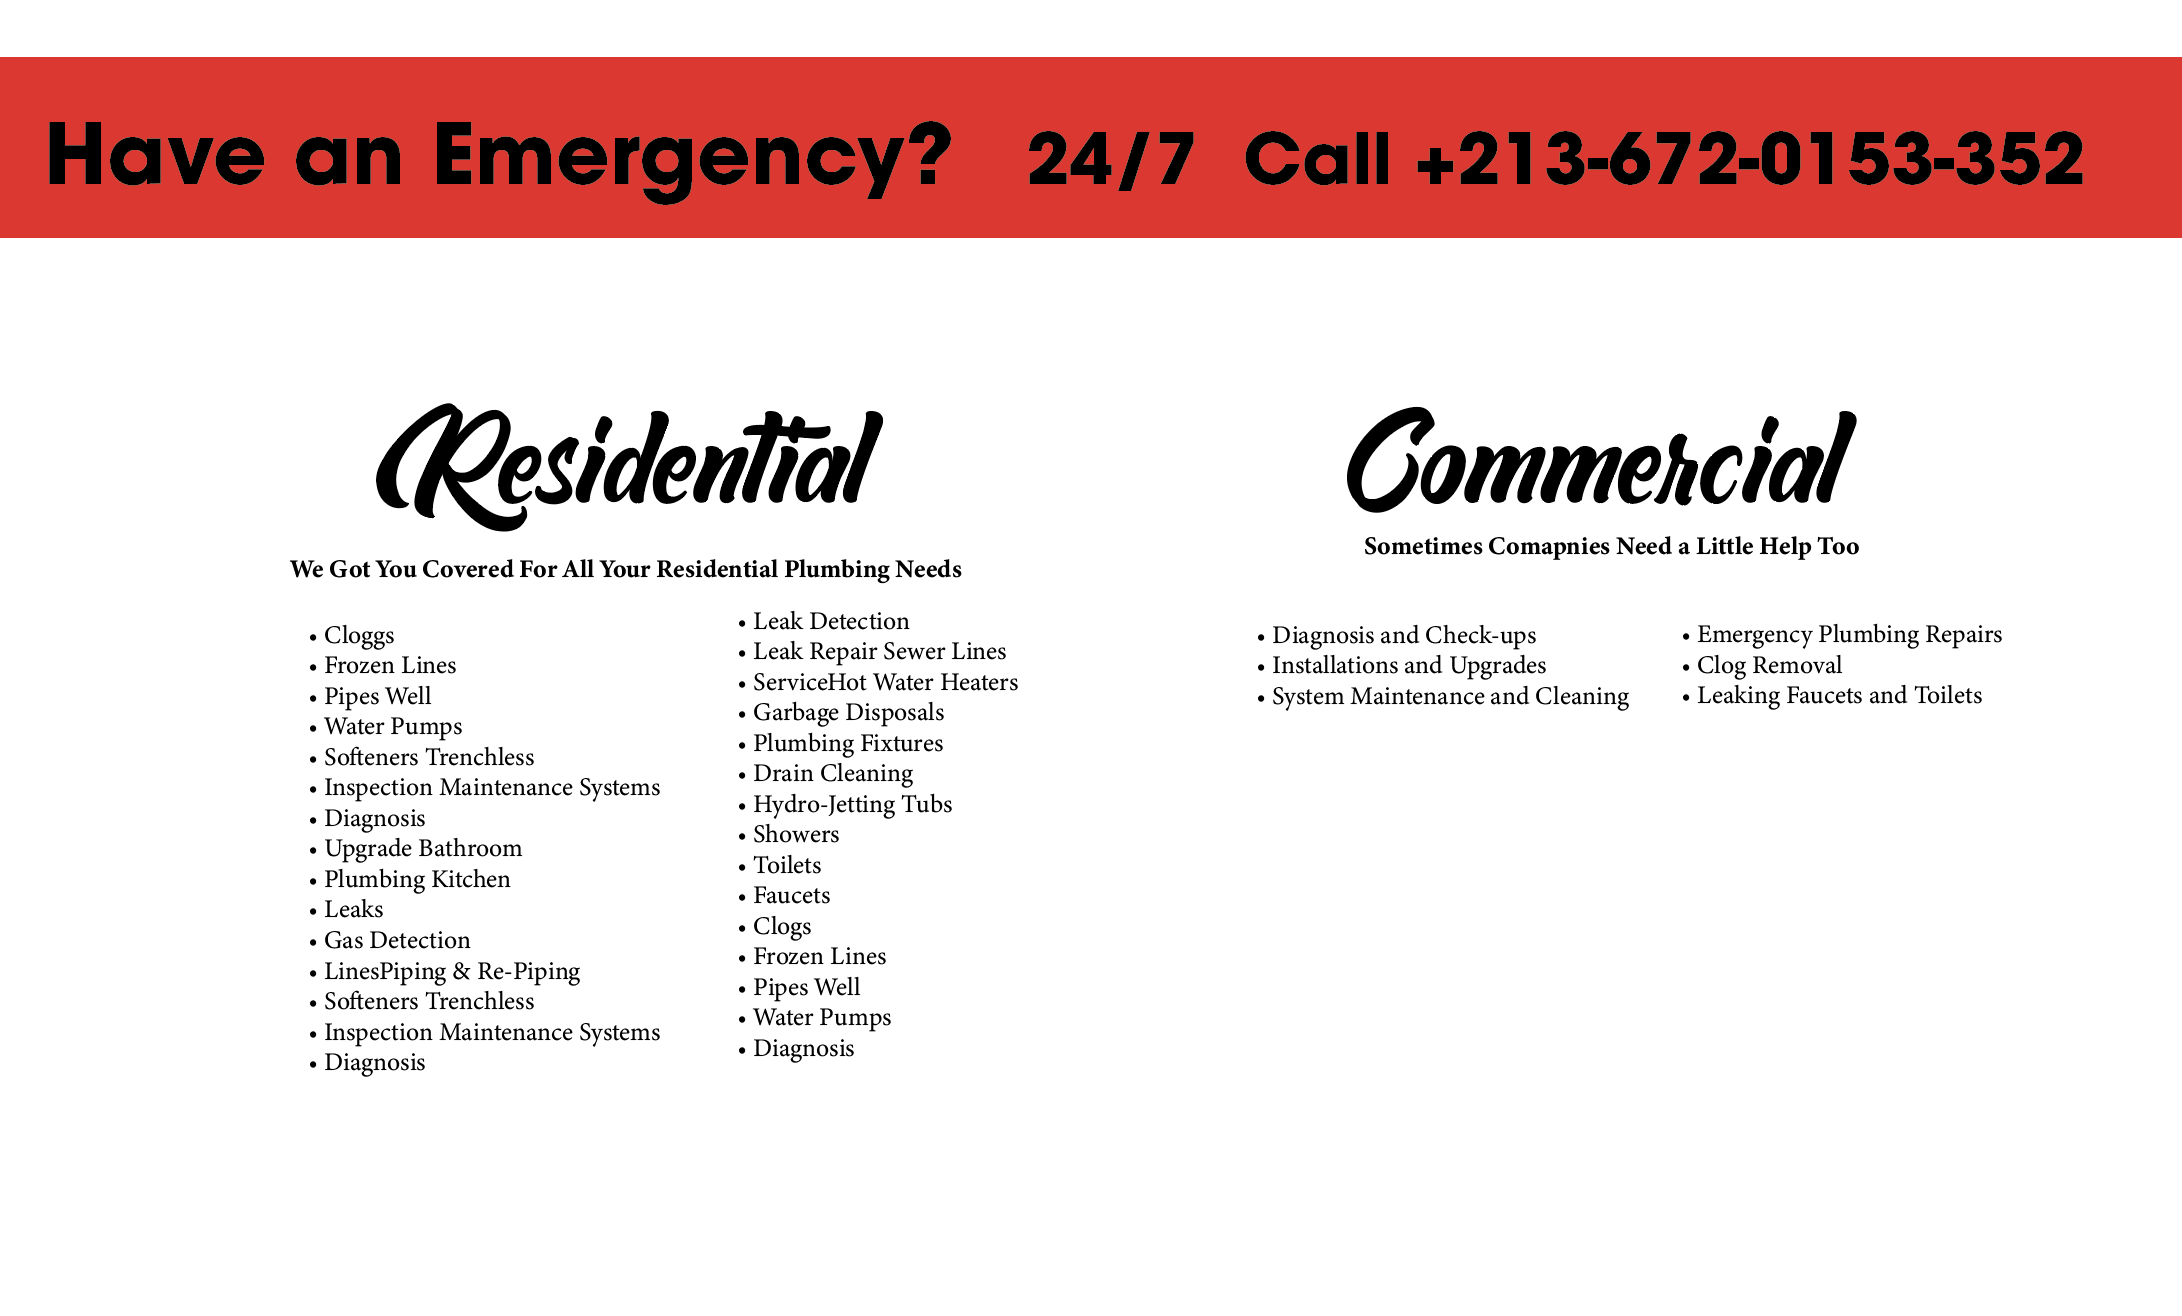 Have an Emergency? 24/7 Call +213-672-0153-352
Residential
We Got You Covered For All Your Residential Plumbing Needs
• Cloggs
• Frozen Lines
• Pipes Well
• Water Pumps
• Softeners Trenchless
• Inspection Maintenance Systems
• Diagnosis
• Upgrade Bathroom
• Plumbing Kitchen
• Leaks
• Gas Detection
• LinesPiping & Re-Piping
• Softeners Trenchless
• Inspection Maintenance Systems
• Diagnosis
• Leak Detection
• Leak Repair Sewer Lines
• ServiceHot Water Heaters
• Garbage Disposals
• Plumbing Fixtures
• Drain Cleaning
• Hydro-Jetting Tubs
• Showers
• Toilets
• Faucets
• Clogs
• Frozen Lines
• Pipes Well
• Water Pumps
• Diagnosis
Commercial
Sometimes Comapnies Need a Little Help Too
• Diagnosis and Check-ups
• Installations and Upgrades
• System Maintenance and Cleaning
• Emergency Plumbing Repairs
• Clog Removal
• Leaking Faucets and Toilets